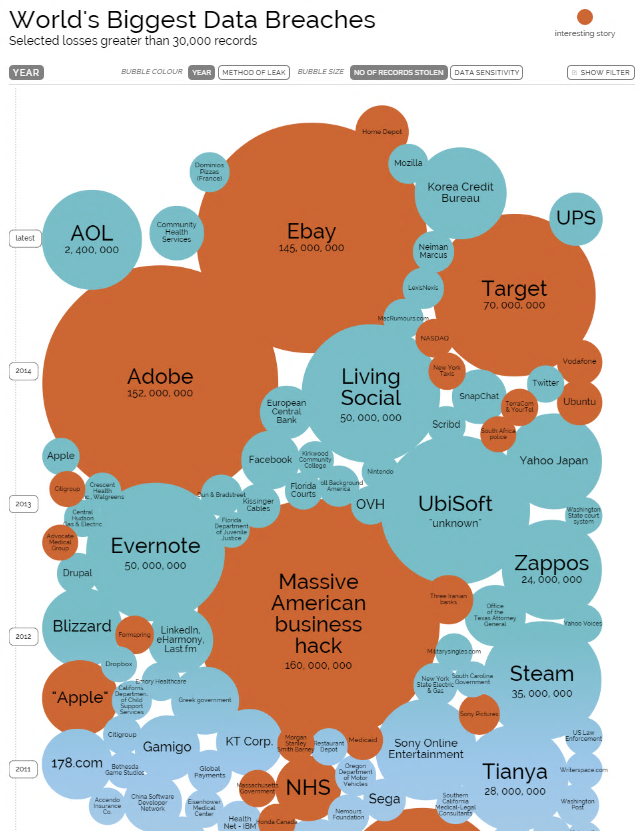 World's Biggest Data Breaches
Selected losses greater than 30,000 records
interesting story
YEAR
BUBBLE COLOUR
YEAR
METHOD OF LEAK
BUBBLE SIZE
NO OF RECORDS STOLEN
DATA SENSITIVITY
SHOW FILTER
Home Depot
Mozilla
Dominios
Pizzas
(France)
Korea Credit
Bureau
AOL
2, 400, 000
Community
Health
Services
Ebay
145, 000, 000
UPS
latest
Neiman
Marcus
LexisNexis
Target
70, 000, 000
MacRumours.com
NASDAQ
2014
Adobe
152, 000, 000
Living
Social
50, 000, 000
New York
Taxis
Vodafone
Twitter
SnapChat
TerraCom
& YourTel
Ubuntu
European
Central
Bank
Scribd
South Africa
police
Apple
Facebook
Kirkwood
Community
College
Nintendo
Yahoo Japan
Citigroup
Crescent
Health
Inc., Walgreens
Dun & Bradstreet
Kissinger
Cables
Florida
Courts
Background
America
2013
OVH
UbiSoft
"unknown"
Washington
State court
system
Central
Hudson
Gas & Electric
Florida
Department
of Juvenile
Justice
Advocate
Medical
Group
Evernote
50, 000, 000
Drupal
Zappos
24, 000, 000
Massive
American
business
hack
160, 000, 000
Three Iranian
banks
Office
of the
Texas Attorney
General
Yahoo Voices
2012
Blizzard
Formspring
LinkedIn,
eHarmony,
Last.fm
Militarysingles.com
Dropbox
Emory Healthcare
New York
State Electric
& Gas
South Carolina
Government
Steam
35, 000, 000
"Apple"
Californi.
Departmen.
of Child
Support
Services
Greek government
Sony Pictures
Citigroup
Gamigo
KT Corp.
Morgan
Stanley
Smith Barney
Restaurant
Depot
Medicaid
Sony Online
Entertainment
US Law
Enforcement
2011
178.com
Bethesda
Game Studios
Global
Payments
Oregon
Department
of Motor
Vehicles
Tianya
28, 000, 000
Writerspace.com
Massachusetts
Government
NHS
Accendo
Insurance
Co.
China Software
Developer
Network
Eisenhower
Medical
Center
Sega
Southern
California
Medical-Legal
Consultants
Washington
Post
Health
Net - IBM
Honda Canada
Nemours
Foundation